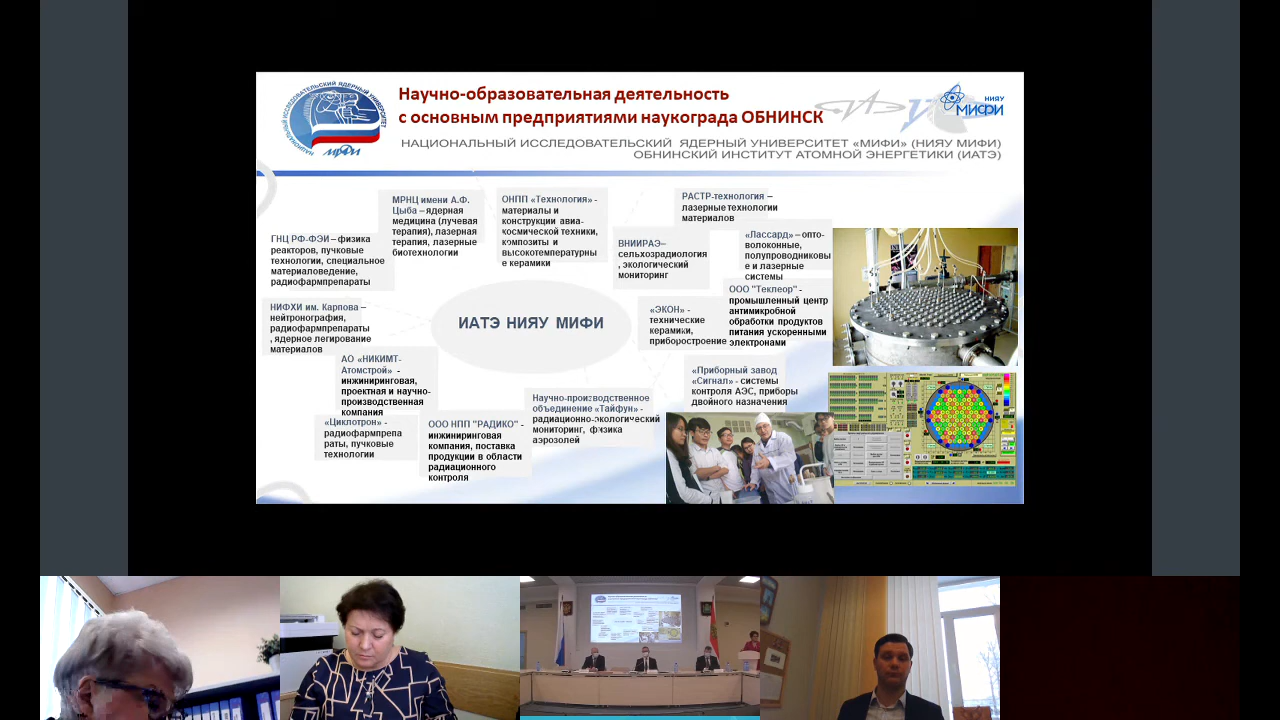 Научно-образовательная деятельность
с основным предприятиями наукограда ОБНИНСК
НИЯУ
МИФИ
НАЦИОНАЛЬНЫЙ ИССЛЕДОВАТЕЛЬСКИЙ ЯДЕРНЫЙ УНИВЕРСИТЕТ «МИФИ» (НИЯУ МИФИ)
ОБНИНСКИЙ ИНСТИТУТ АТОМНОЙ ЭНЕРГЕТИКИ (ИАТЭ)
НАЦИОНАЛЬНЫЙ ИССЛЕДОВАТЕЛЬСКИЙ ЯДЕРНЫЙ УНИВЕРСИТЕТ
МИФИ
МРНЦ имени А.Ф.
Цыба – ядерная
медицина (лучевая
терапия), лазерная
терапия, лазерные
биотехнологии
ОНПП «Технология» -
материалы и
конструкции авиа-
космической техники,
композиты и
высокотемпературны
е керамики
РАСТР-технология –
лазерные технологии
материалов
ГНЦ РФ-ФЭИ – физика
реакторов, пучковые
технологии, специальное
материаловедение,
радиофармпрепараты
ВНИИРАЭ–
сельхозрадиология
, экологический
мониторинг
«Лассард» – опто-
волоконные,
полупроводниковы
е и лазерные
системы
ООО "Теклеор" -
промышленный центр
антимикробной
обработки продуктов
питания ускоренными
электронами
НИФХИ им. Карпова –
нейтронография,
радиофармпрепараты
, ядерное легирование
материалов
ИАТЭ НИЯУ МИФИ
«ЭКОН» -
технические
керамики,
приборостроение
АО «НИКИМТ-
Атомстрой» -
инжиниринговая,
проектная и научно-
производственная
компания
«Приборный завод
«Сигнал» - системы
контроля АЭС, приборы
двойного назначения
«Циклотрон» -
радиофармпрепа
раты, пучковые
технологии
ООО НПП "РАДИКО" -
инжиниринговая
компания, поставка
продукции в области
радиационного
контроля
Научно-производственное
объединение «Тайфун» -
радиационно-экологический
мониторинг, физика
аэрозолей